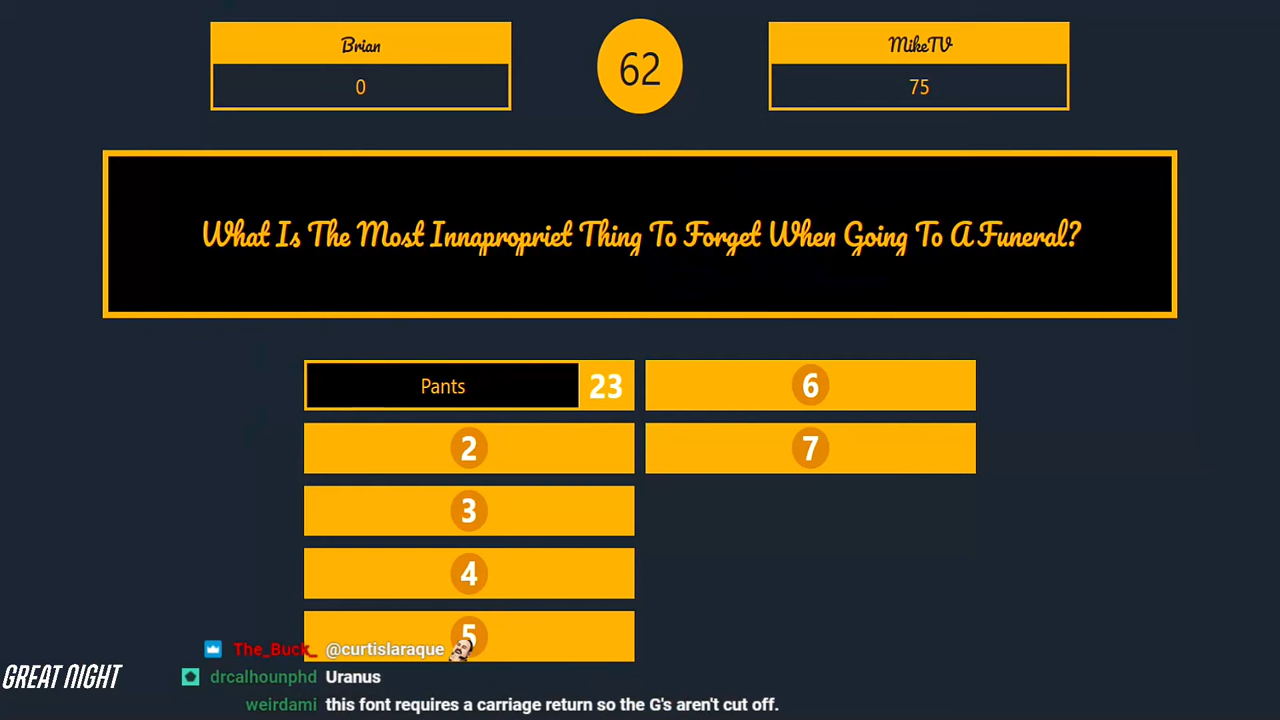 Brian
0
62
MikeTV
75
What Is The Most Innapropriet Thing To Forget When Going To A Funeral?
Pants 23
2
3
4
5
6
7
The_Buck_ @curtislaraque
drcalhounphd Uranus
weirdami this font requires a carriage return so the G's aren't cut off.
GREAT NIGHT